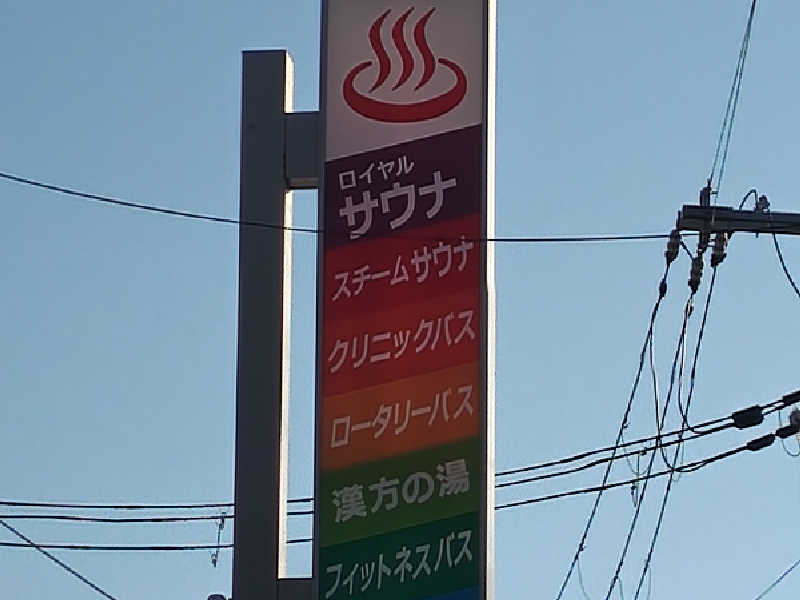 ロイヤル
サウナ
スチームサウナ
クリニックバス
ロータリーバス
漢方の湯
フィットネスバス